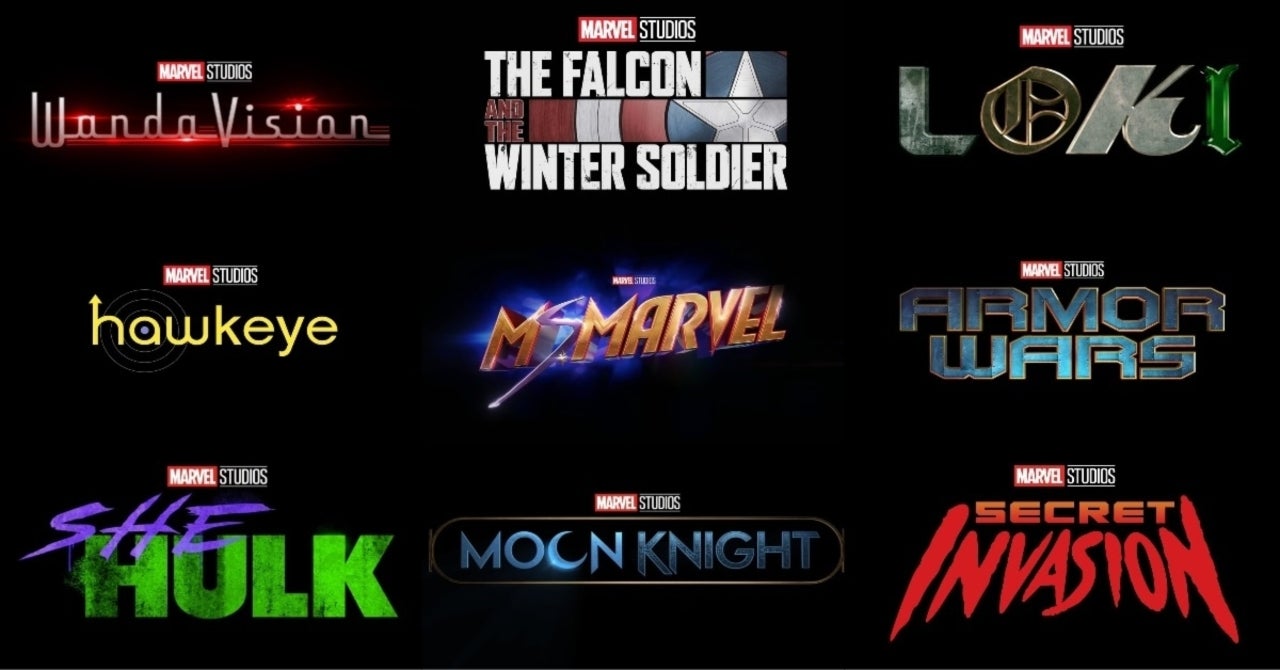 MARVEL STUDIOS
WandaVision
MARVEL STUDIOS
THE FALCON
AND
THE
WINTER SOLDIER
MARVEL STUDIOS
LOKI
MARVEL STUDIOS
hawkeye
MARVEL STUDIOS
MS MARVEL
MARVEL STUDIOS
ARMOR
WARS
MARVEL STUDIOS
SHE
HULK
MARVEL STUDIOS
MOON KNIGHT
MARVEL STUDIOS
SECRET
INVASION